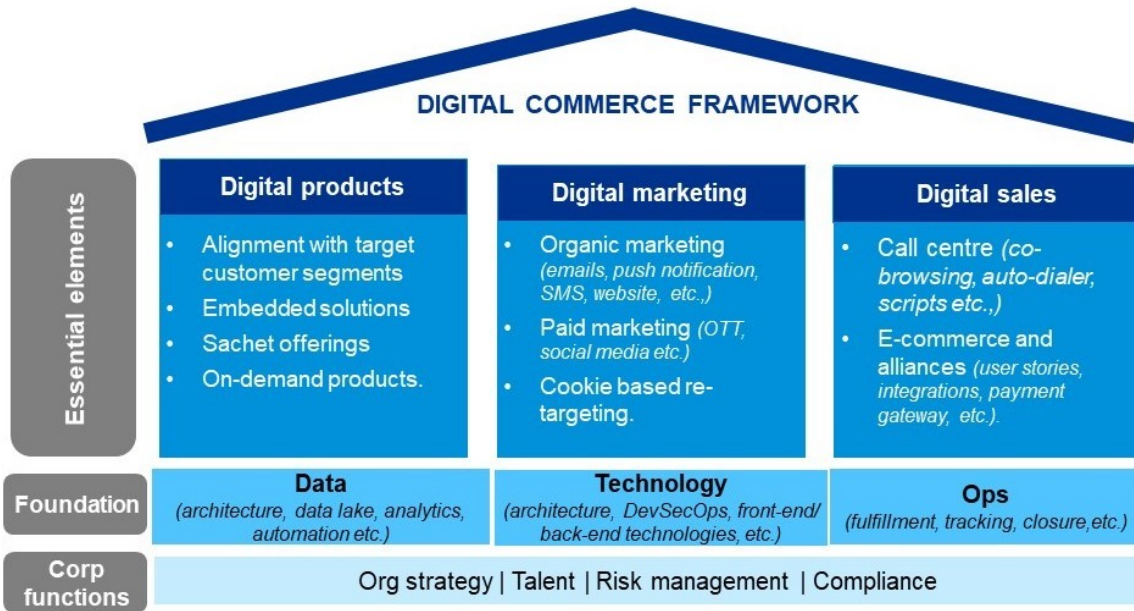 DIGITAL COMMERCE FRAMEWORK
Essential elements
Digital products
• Alignment with target
customer segments
• Embedded solutions
• Sachet offerings
• On-demand products.
Digital marketing
• Organic marketing
(emails, push notification,
SMS, website, etc.,)
• Paid marketing (OTT,
social media etc.)
• Cookie based re-
targeting.
Digital sales
• Call centre (co-
browsing, auto-dialer,
scripts etc.,)
• E-commerce and
alliances (user stories,
integrations, payment
gateway, etc.).
Foundation
Data
(architecture, data lake, analytics,
automation etc.)
Technology
(architecture, DevSecOps, front-end/
back-end technologies, etc.)
Ops
(fulfillment, tracking, closure,etc.)
Corp
functions
Org strategy | Talent | Risk management | Compliance